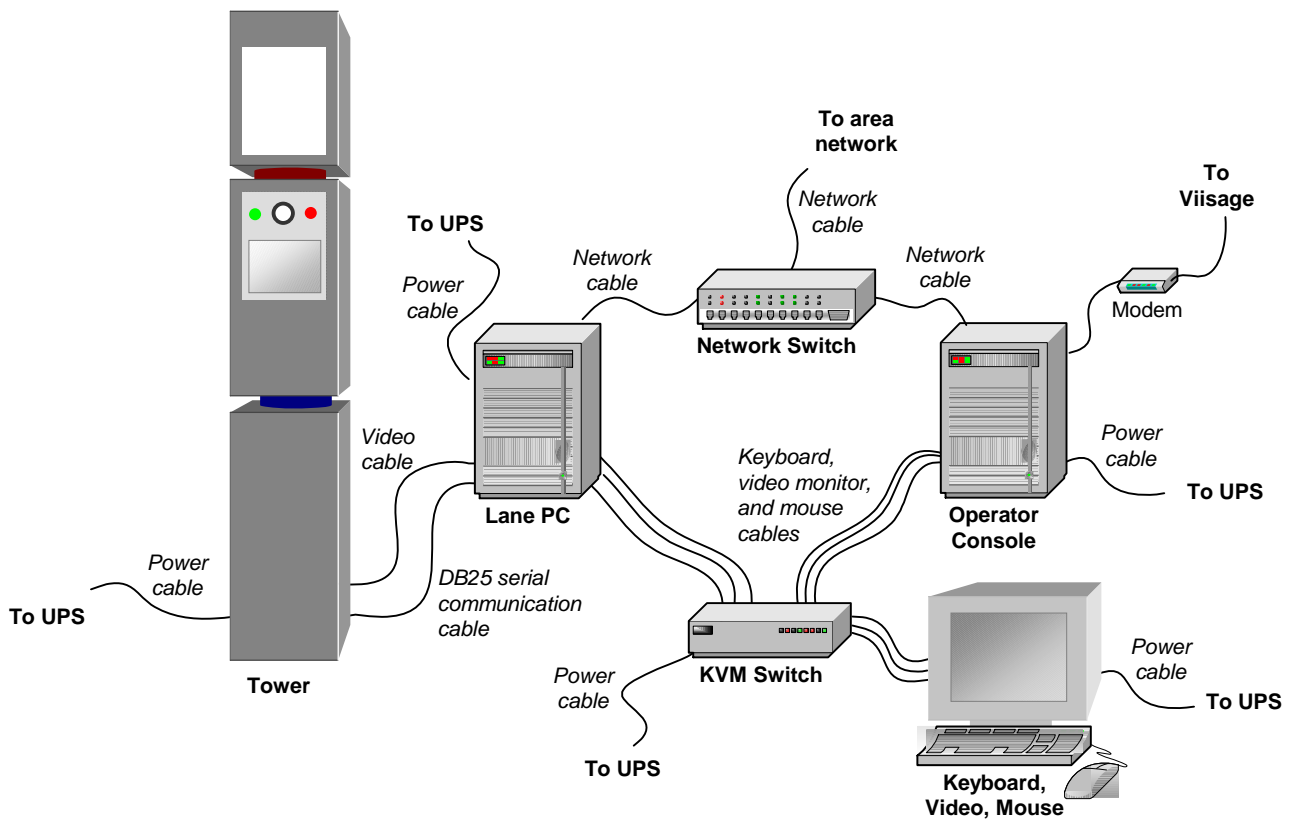 To area
network
To
Viisage
Network
cable
To UPS
Network
cable
Network
cable
Power
cable
Modem
Network Switch
Video
cable
Keyboard,
video monitor,
and mouse
cables
Power
cable
To UPS
Lane PC
Operator
Console
Power
cable
To UPS
DB25 serial
communication
cable
Tower
KVM Switch
Power
cable
To UPS
Power
cable
To UPS
Keyboard,
Video, Mouse